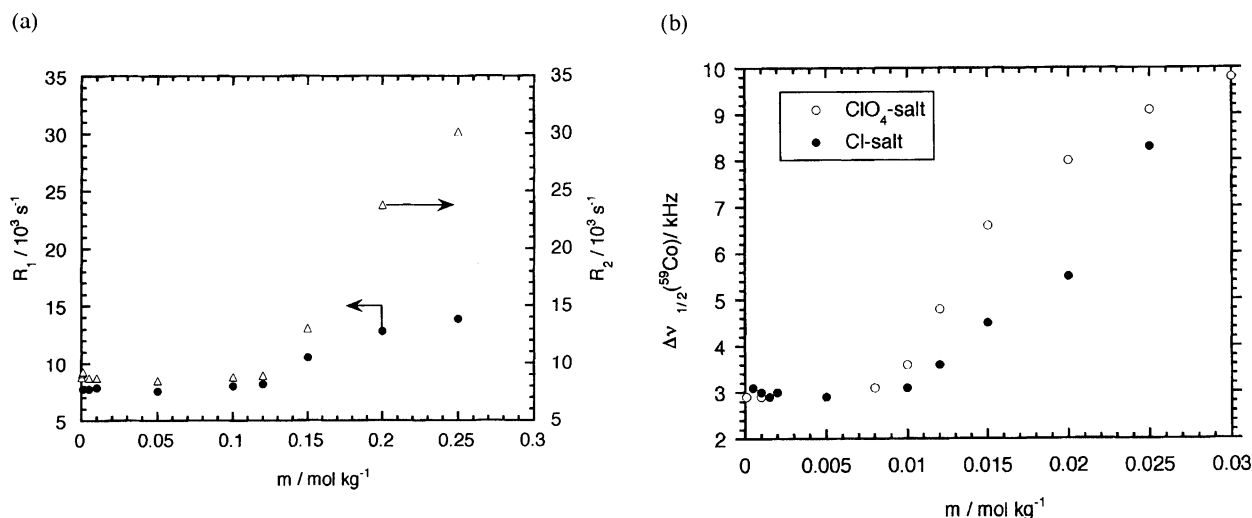 (a)
35
30
25
20
15
10
5
R₁ / 10³ s⁻¹
35
30
25
20
15
10
5
R₂ / 10³ s⁻¹
0 0.05 0.1 0.15 0.2 0.25 0.3
m / mol kg⁻¹
(b)
10
9
8
7
6
5
4
3
2
Δν ₁/₂(⁵⁹Co)/ kHz
ClO₄-salt
Cl-salt
0 0.005 0.01 0.015 0.02 0.025 0.03
m / mol kg⁻¹